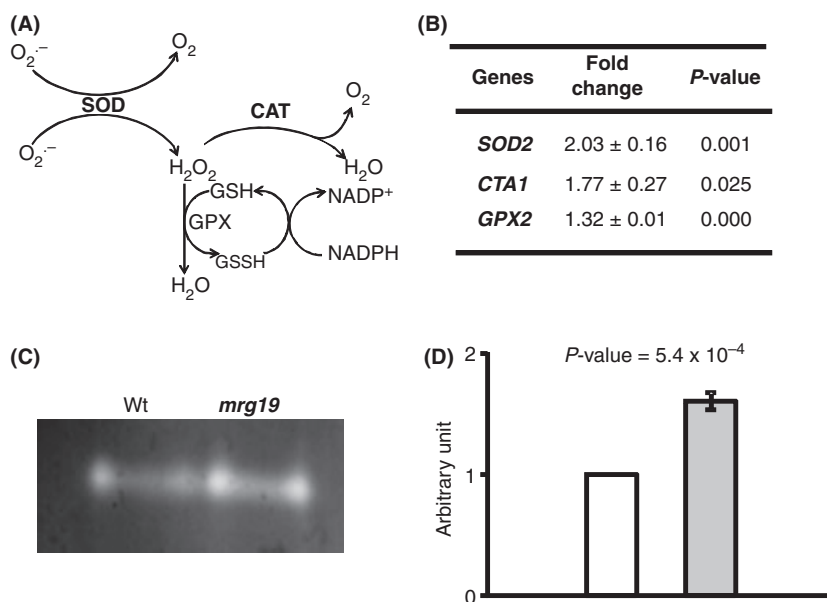 (A)
O₂·–
O₂
SOD
O₂·–
CAT
O₂
H₂O₂
H₂O
GSH
NADP⁺
GPX
GSSH
NADPH
H₂O
(B)
Genes Fold change P-value
SOD2 2.03 ± 0.16 0.001
CTA1 1.77 ± 0.27 0.025
GPX2 1.32 ± 0.01 0.000
(C)
Wt mrg19
(D)
P-value = 5.4 x 10⁻⁴
Arbitrary unit
2
1
0